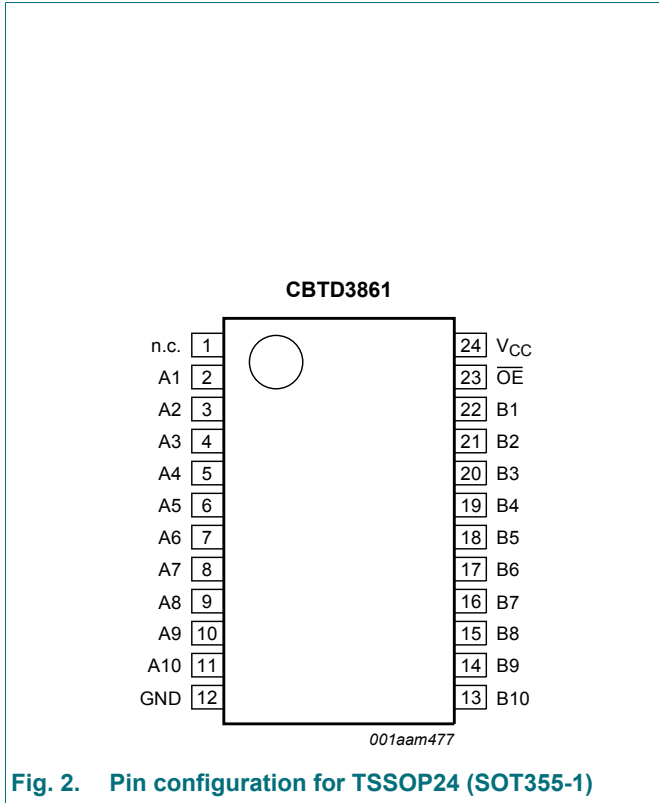 CBTD3861
n.c. 1 24 VCC
A1 2 23 O̅E̅
A2 3 22 B1
A3 4 21 B2
A4 5 20 B3
A5 6 19 B4
A6 7 18 B5
A7 8 17 B6
A8 9 16 B7
A9 10 15 B8
A10 11 14 B9
GND 12 13 B10
001aam477
Fig. 2. Pin configuration for TSSOP24 (SOT355-1)